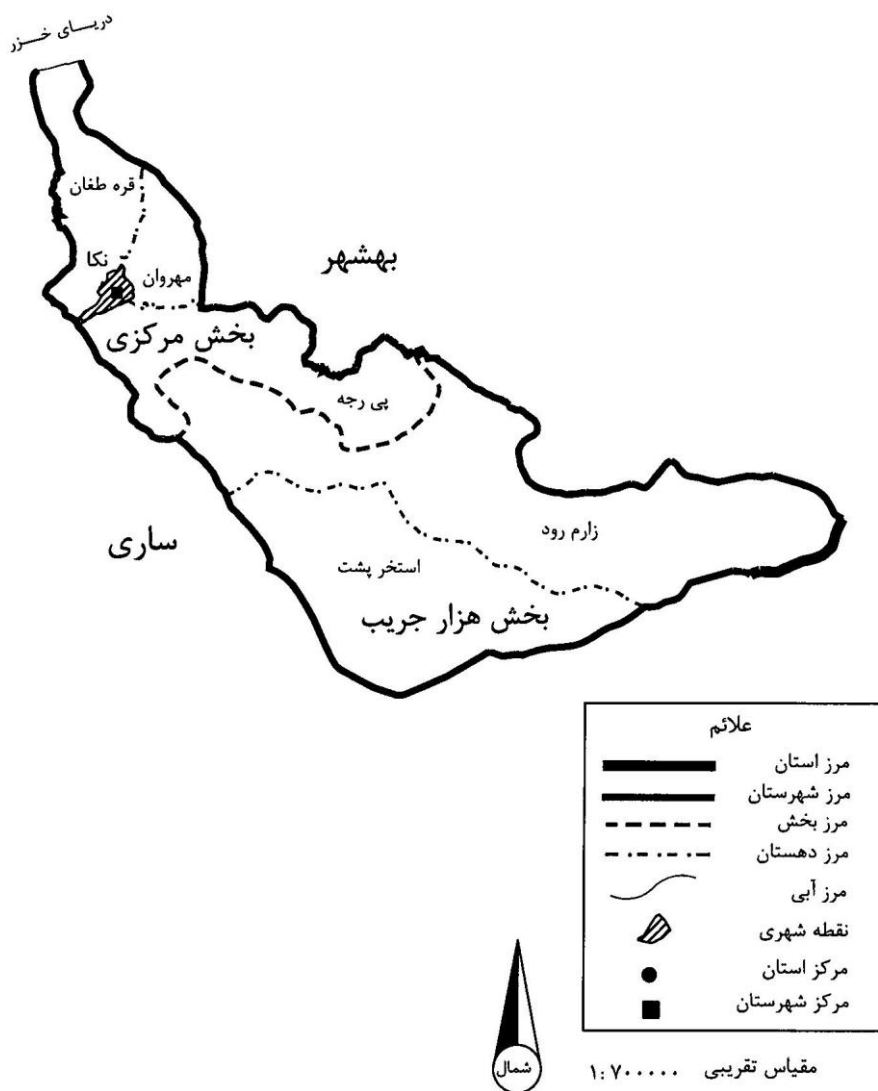 دریای خزر
قره طغان
نکا
مهروان
بهشهر
بخش مرکزی
پی رجه
ساری
زارم رود
استخر پشت
بخش هزار جریب
علائم
مرز استان
مرز شهرستان
مرز بخش
مرز دهستان
مرز آبی
نقطه شهری
مرکز استان
مرکز شهرستان
شمال
مقیاس تقریبی ۱:۷۰۰۰۰۰